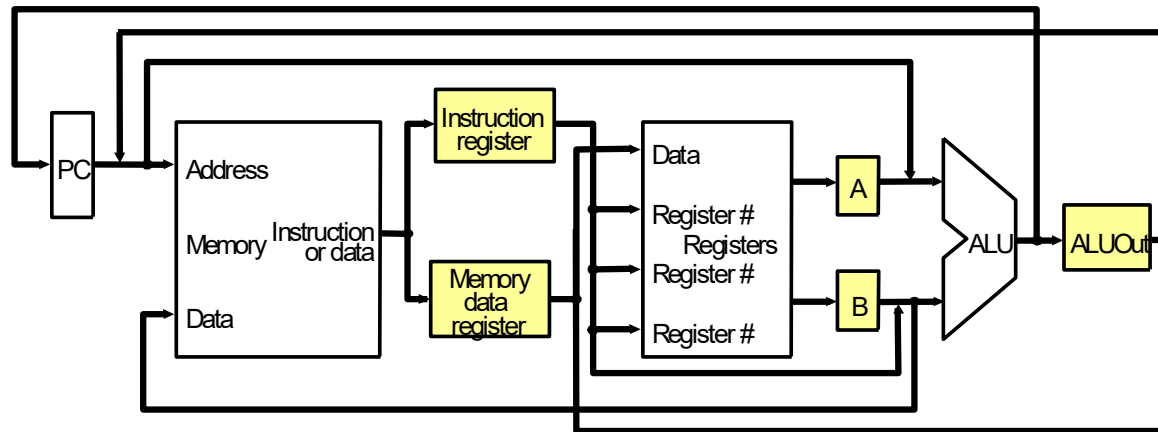 PC
Address
Memory
Instruction
or data
Data
Instruction
register
Memory
data
register
Data
Register #
Registers
Register #
Register #
A
B
ALU
ALUOut